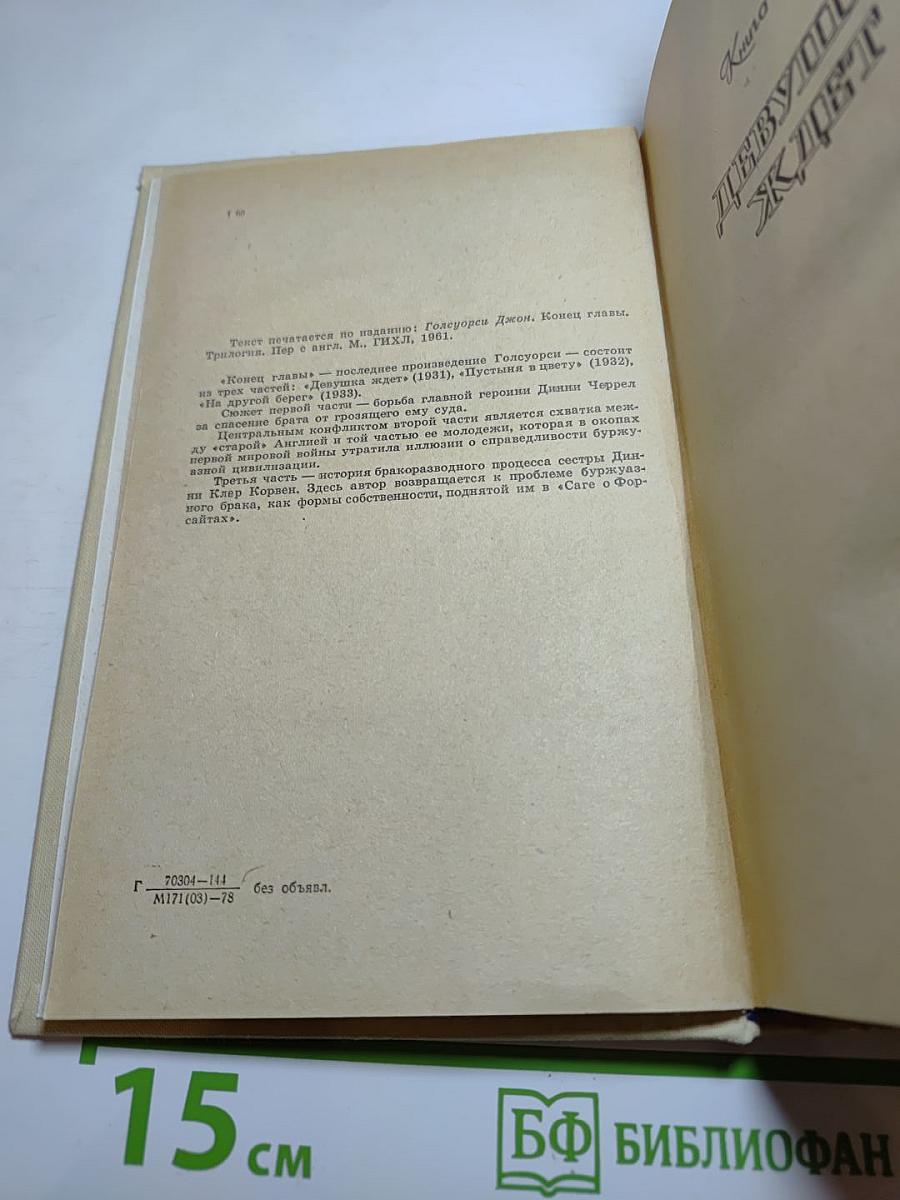 Текст печатается по изданию: Голсуорси Джон. Конец главы.
Трилогия. Пер с англ. М., ГИХЛ, 1961.
«Конец главы» — последнее произведение Голсуорси — состоит
из трех частей: «Девушка ждет» (1931), «Пустыня в цвету» (1932),
«На другой берег» (1933).
Сюжет первой части — борьба главной героини Динни Черрел
за спасение брата от грозящего ему суда.
Центральным конфликтом второй части является схватка меж-
ду «старой» Англией и той частью ее молодежи, которая в окопах
первой мировой войны утратила иллюзии о справедливости буржу-
азной цивилизации.
Третья часть — история бракоразводного процесса сестры Дин-
ни Клер Корвен. Здесь автор возвращается к проблеме буржуаз-
ного брака, как формы собственности, поднятой им в «Саге о Фор-
сайтах».
Г 70304—144
М171(03)—78 без объявл.
Книга
ЖДЕТ
15 см
БФ БИБЛИОФАН